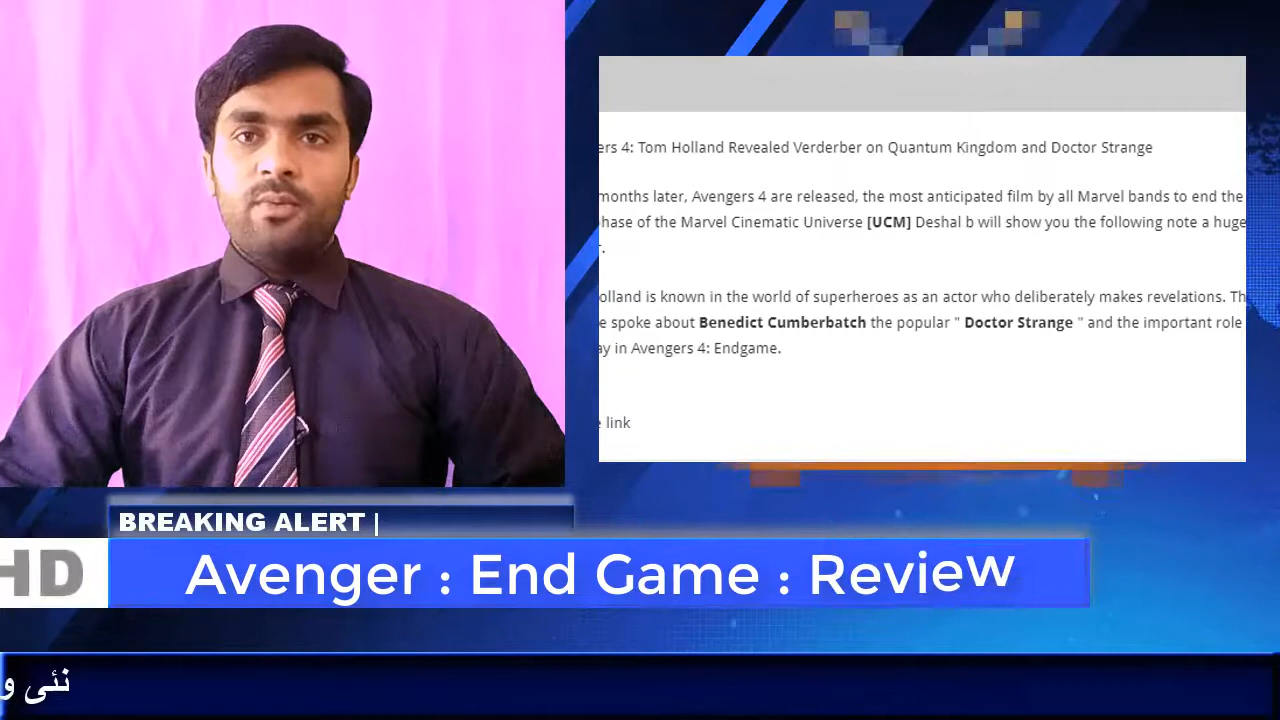 ers 4: Tom Holland Revealed Verderber on Quantum Kingdom and Doctor Strange
months later, Avengers 4 are released, the most anticipated film by all Marvel bands to end the
hase of the Marvel Cinematic Universe [UCM] Deshal b will show you the following note a huge
r.
olland is known in the world of superheroes as an actor who deliberately makes revelations. Th
e spoke about Benedict Cumberbatch the popular " Doctor Strange " and the important role
ay in Avengers 4: Endgame.
e link
BREAKING ALERT |
HD
Avenger : End Game : Review
نئی و